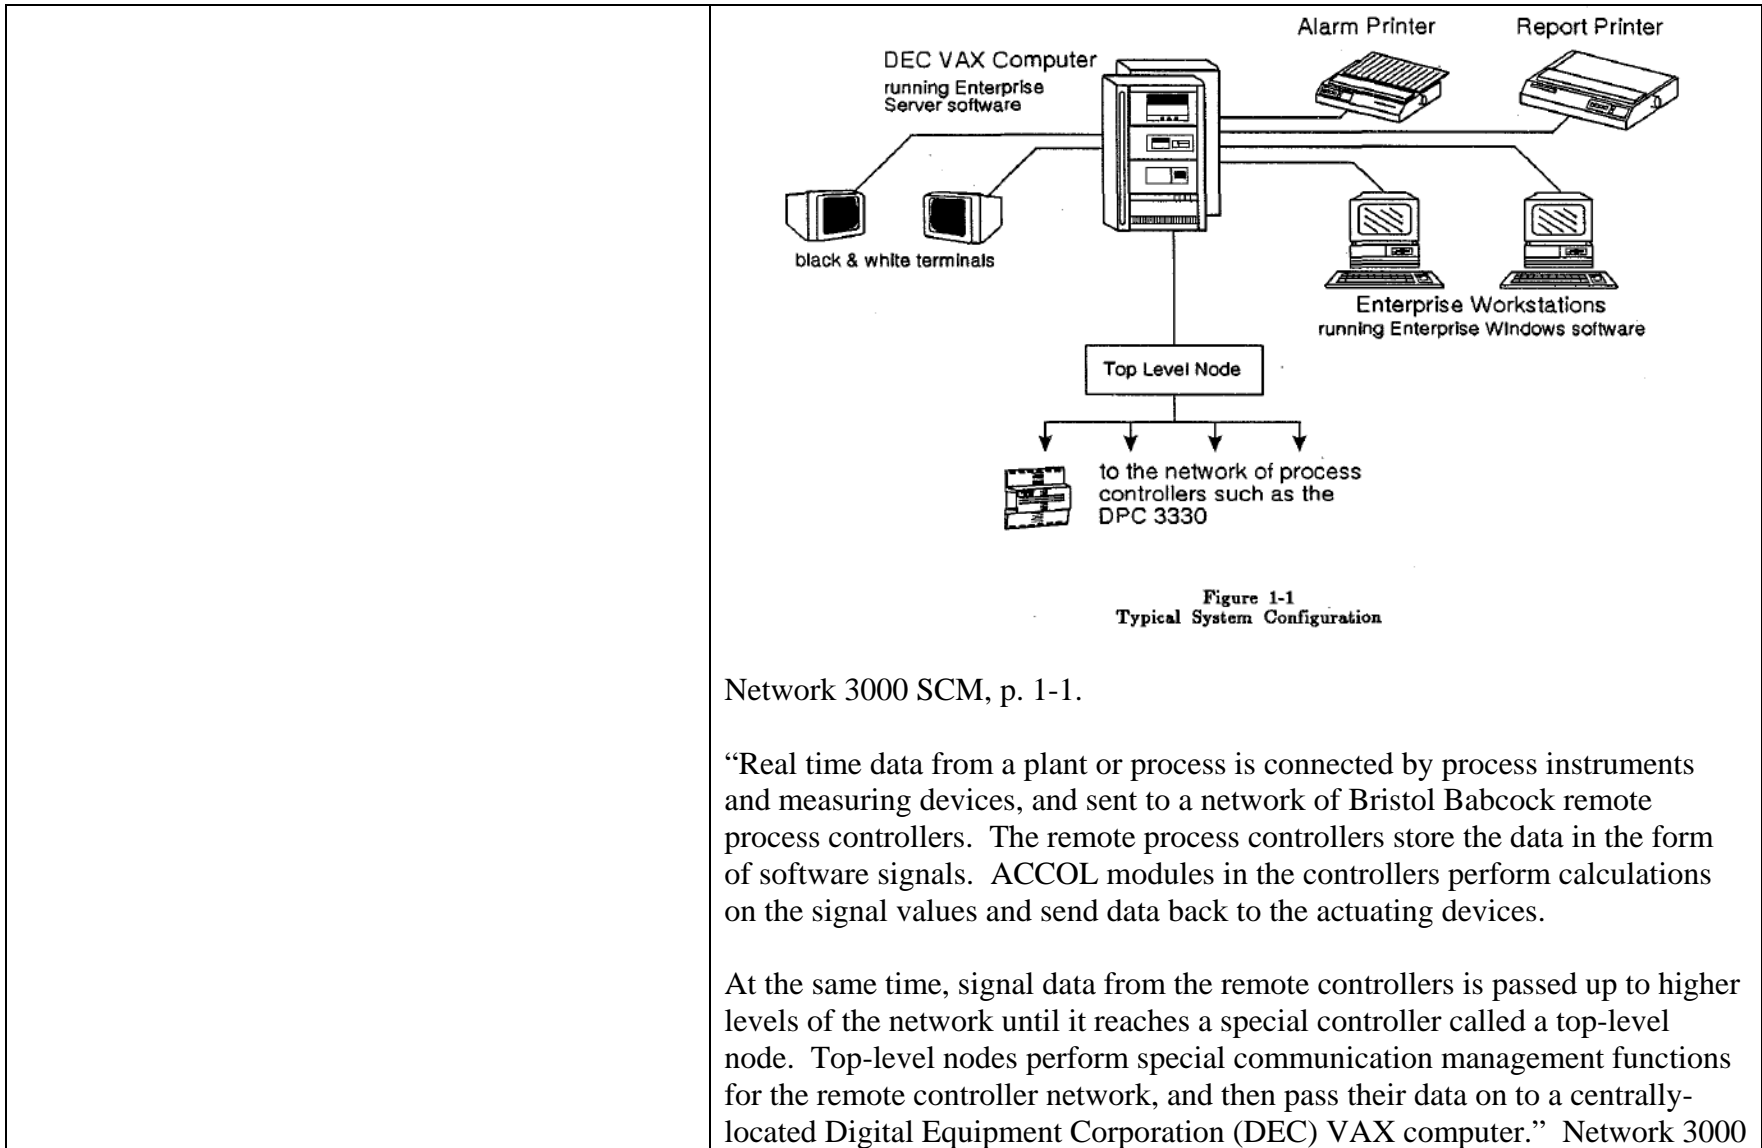 Alarm Printer
Report Printer
DEC VAX Computer
running Enterprise
Server software
black & white terminals
Enterprise Workstations
running Enterprise Windows software
Top Level Node
to the network of process
controllers such as the
DPC 3330
Figure 1-1
Typical System Configuration
Network 3000 SCM, p. 1-1.
“Real time data from a plant or process is connected by process instruments
and measuring devices, and sent to a network of Bristol Babcock remote
process controllers. The remote process controllers store the data in the form
of software signals. ACCOL modules in the controllers perform calculations
on the signal values and send data back to the actuating devices.
At the same time, signal data from the remote controllers is passed up to higher
levels of the network until it reaches a special controller called a top-level
node. Top-level nodes perform special communication management functions
for the remote controller network, and then pass their data on to a centrally-
located Digital Equipment Corporation (DEC) VAX computer.” Network 3000